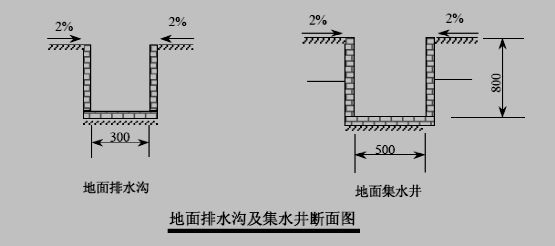 2% 2% 2% 2%
800
300 500
地面排水沟 地面集水井
地面排水沟及集水井断面图